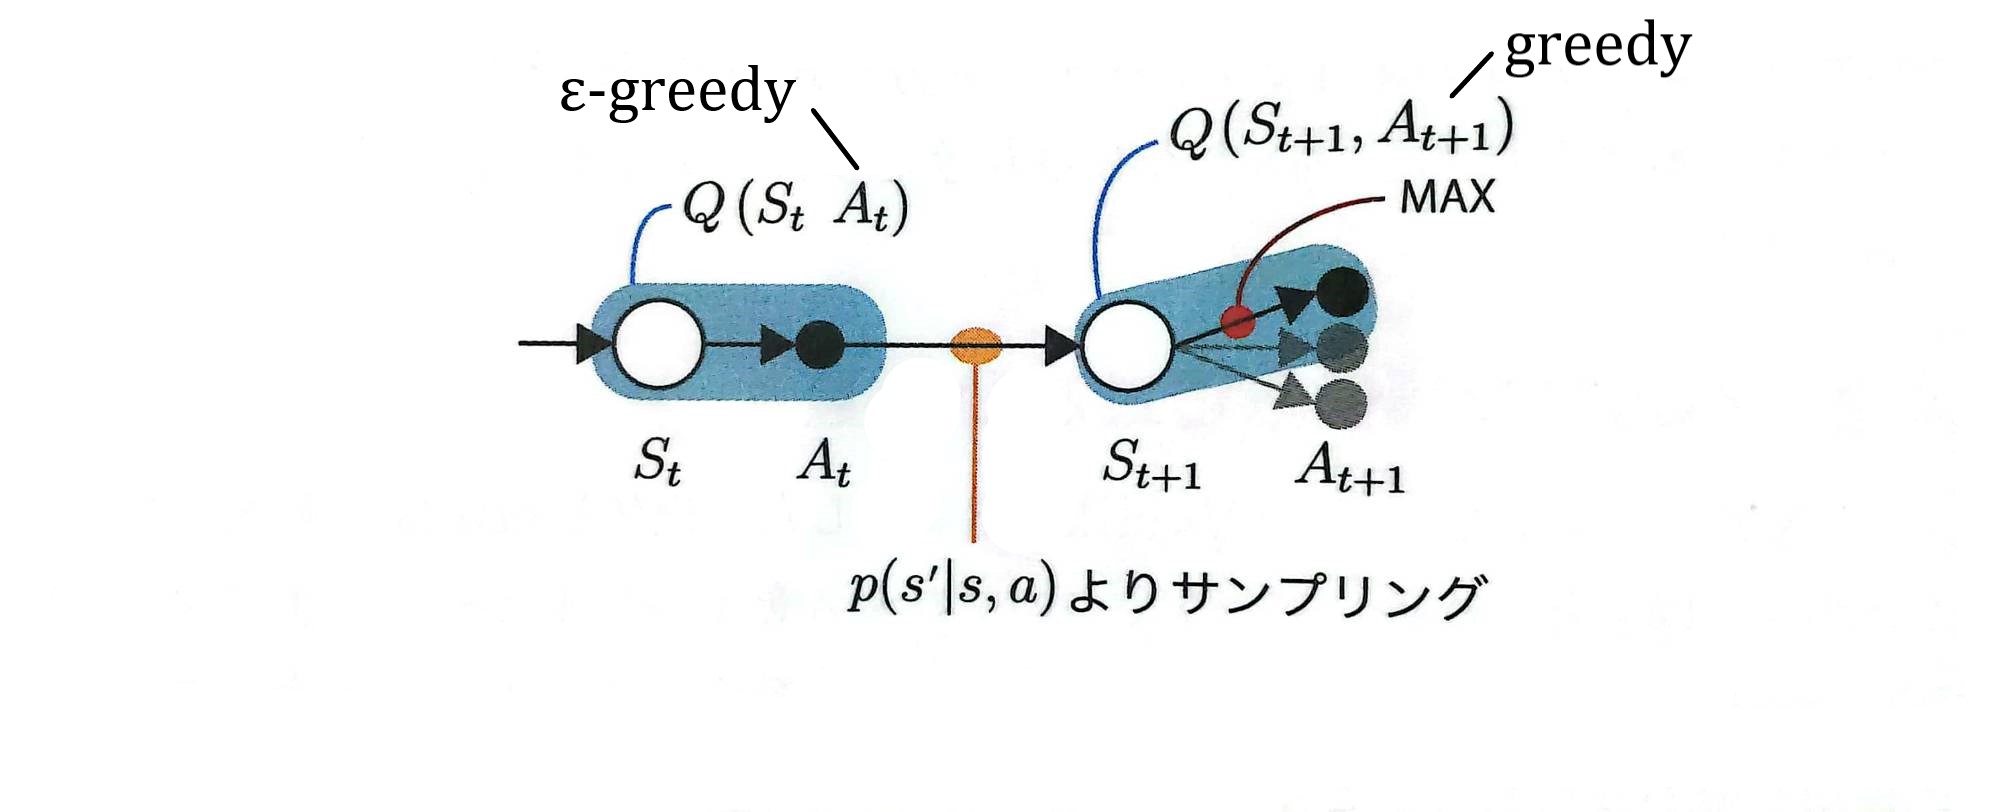 ε-greedy
greedy
Q(S_t A_t)
Q(S_{t+1}, A_{t+1})
MAX
S_t
A_t
S_{t+1}
A_{t+1}
p(s′|s, a)よりサンプリング